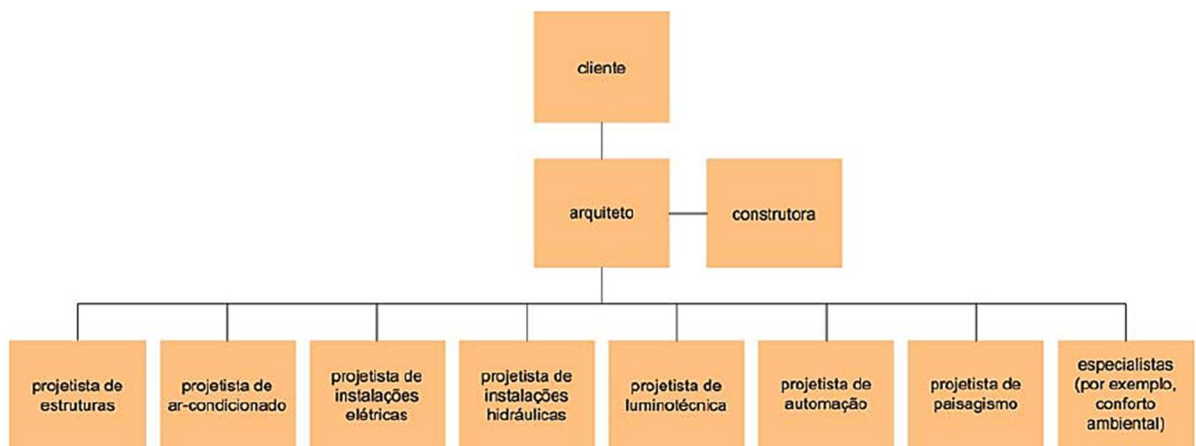 cliente
arquiteto
construtora
projetista de
estruturas
projetista de
ar-condicionado
projetista de
instalações
elétricas
projetista de
instalações
hidráulicas
projetista de
luminotécnica
projetista de
automação
projetista de
paisagismo
especialistas
(por exemplo,
conforto
ambiental)